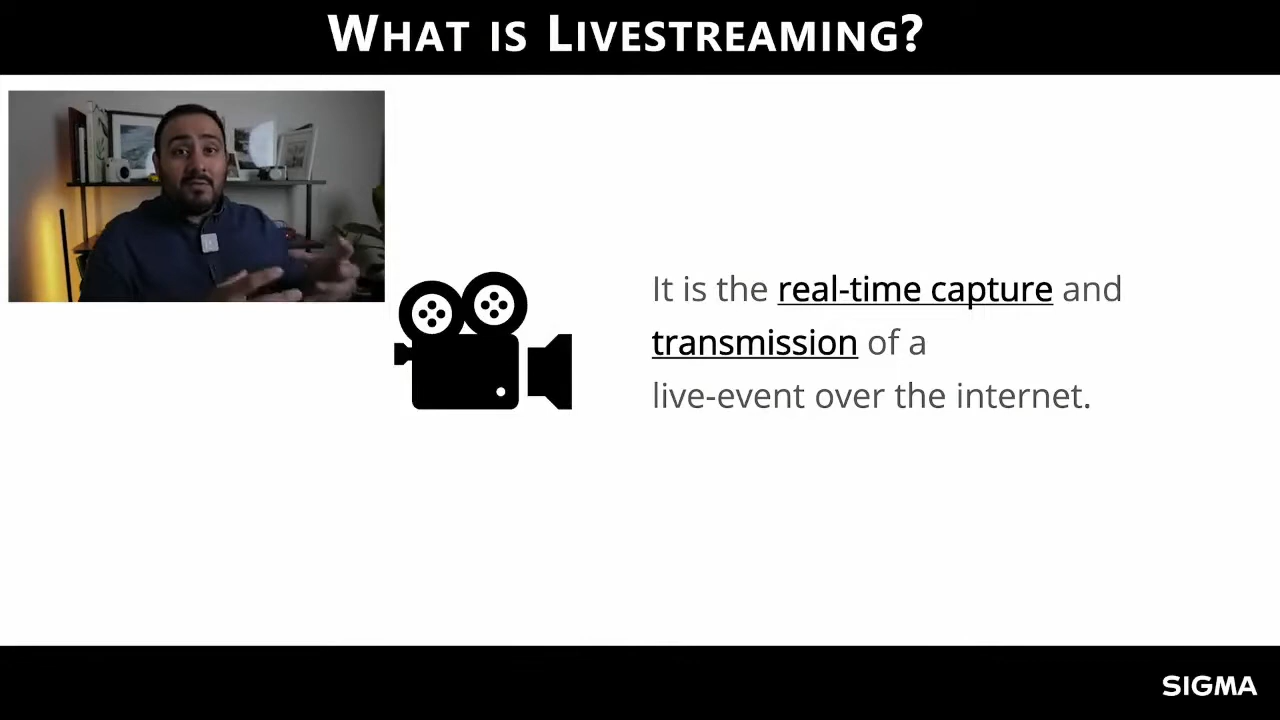 WHAT IS LIVESTREAMING?
It is the real-time capture and
transmission of a
live-event over the internet.
SIGMA